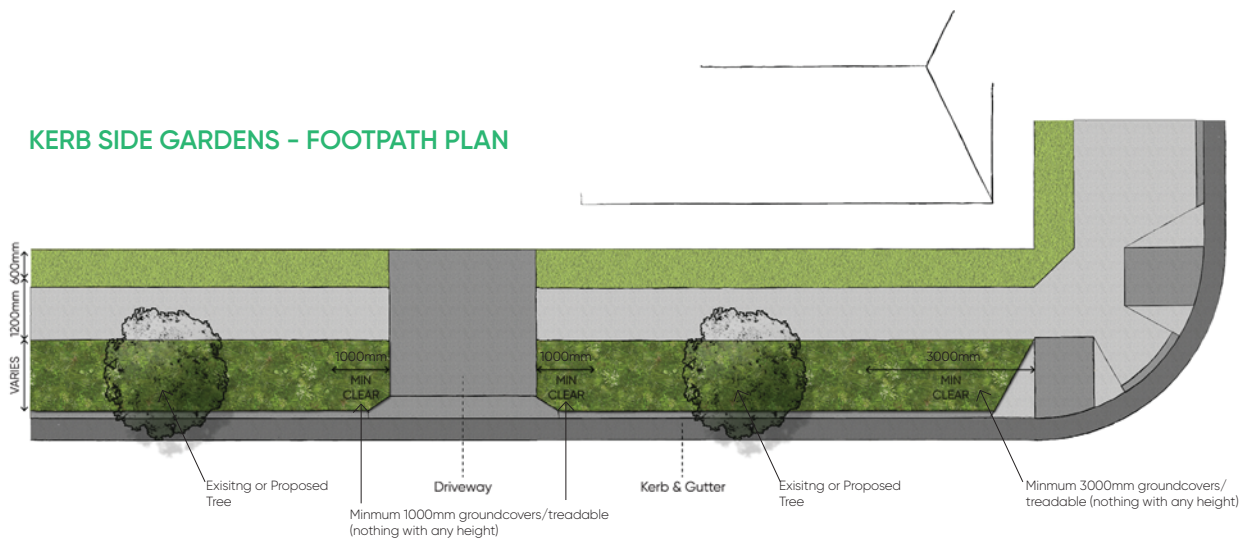 KERB SIDE GARDENS - FOOTPATH PLAN
600mm
1200mm
VARIES
1000mm
MIN
CLEAR
1000mm
MIN
CLEAR
3000mm
MIN
CLEAR
Exisitng or Proposed
Tree
Driveway
Kerb & Gutter
Exisitng or Proposed
Tree
Minimum 3000mm groundcovers/
treadable (nothing with any height)
Minmum 1000mm groundcovers/treadable
(nothing with any height)